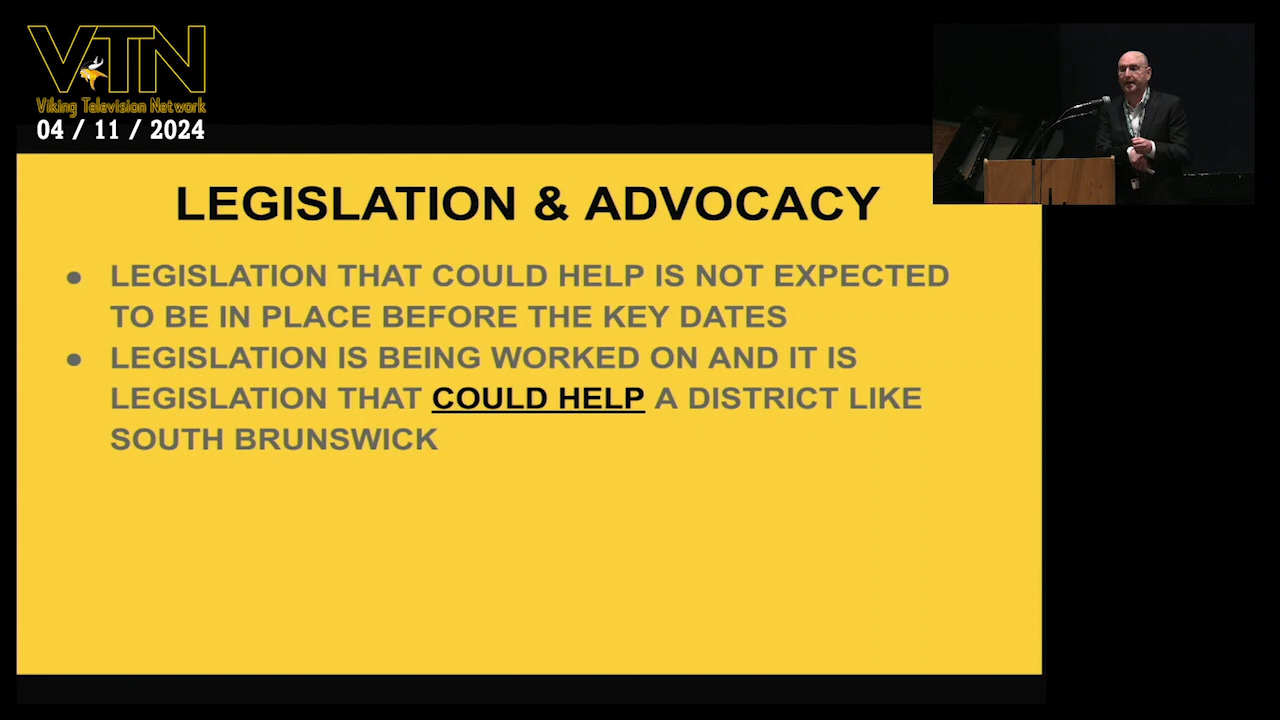 VTN
Viking Television Network
04 / 11 / 2024
LEGISLATION & ADVOCACY
● LEGISLATION THAT COULD HELP IS NOT EXPECTED
TO BE IN PLACE BEFORE THE KEY DATES
● LEGISLATION IS BEING WORKED ON AND IT IS
LEGISLATION THAT COULD HELP A DISTRICT LIKE
SOUTH BRUNSWICK